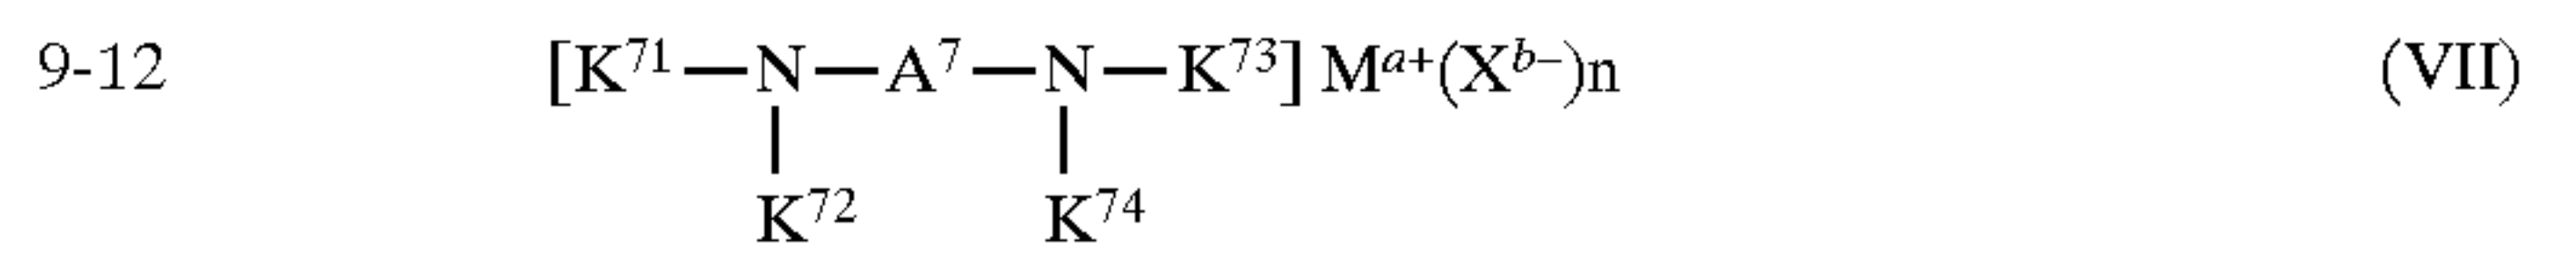 9-12 [K⁷¹—N—A⁷—N—K⁷³] Mᵃ⁺(Xᵇ⁻)n (VII)
K⁷² K⁷⁴